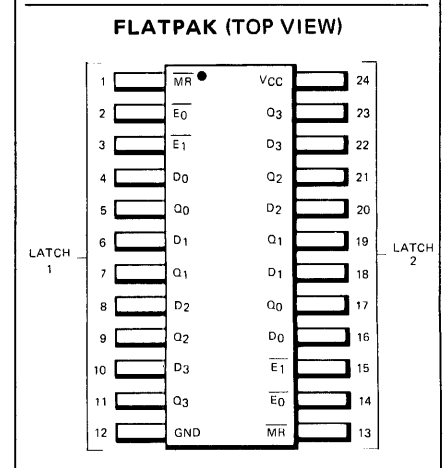 FLATPAK (TOP VIEW)
1 MR VCC 24
2 E0 Q3 23
3 E1 D3 22
4 D0 Q2 21
5 Q0 D2 20
6 D1 Q1 19
LATCH 1
LATCH 2
7 Q1 D1 18
8 D2 Q0 17
9 Q2 D0 16
10 D3 E1 15
11 Q3 E0 14
12 GND MR 13